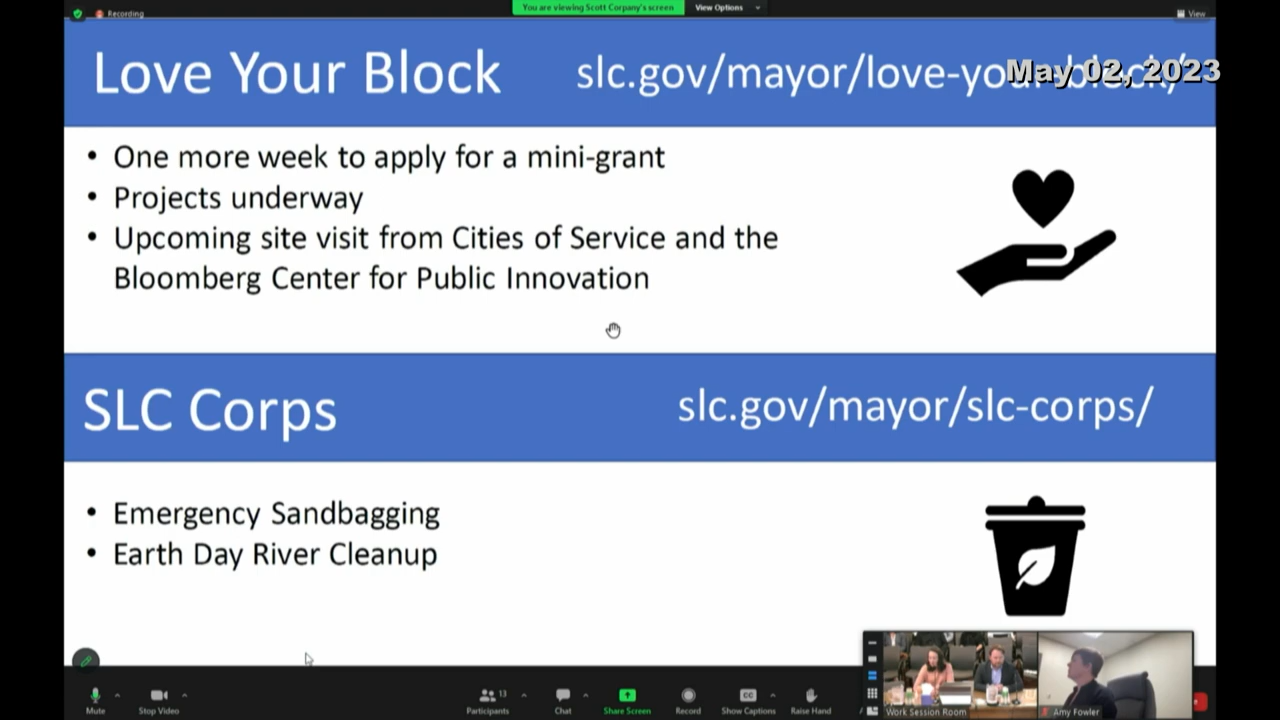 Recording
You are viewing Scott Corpany's screen
View Options
View
Love Your Block
slc.gov/mayor/love-your-block/
May 02, 2023
• One more week to apply for a mini-grant
• Projects underway
• Upcoming site visit from Cities of Service and the
Bloomberg Center for Public Innovation
SLC Corps
slc.gov/mayor/slc-corps/
• Emergency Sandbagging
• Earth Day River Cleanup
Work Session Room
Amy Fowler
Mute
Stop Video
Participants
13
Chat
Share Screen
Record
CC
Show Captions
Raise Hand